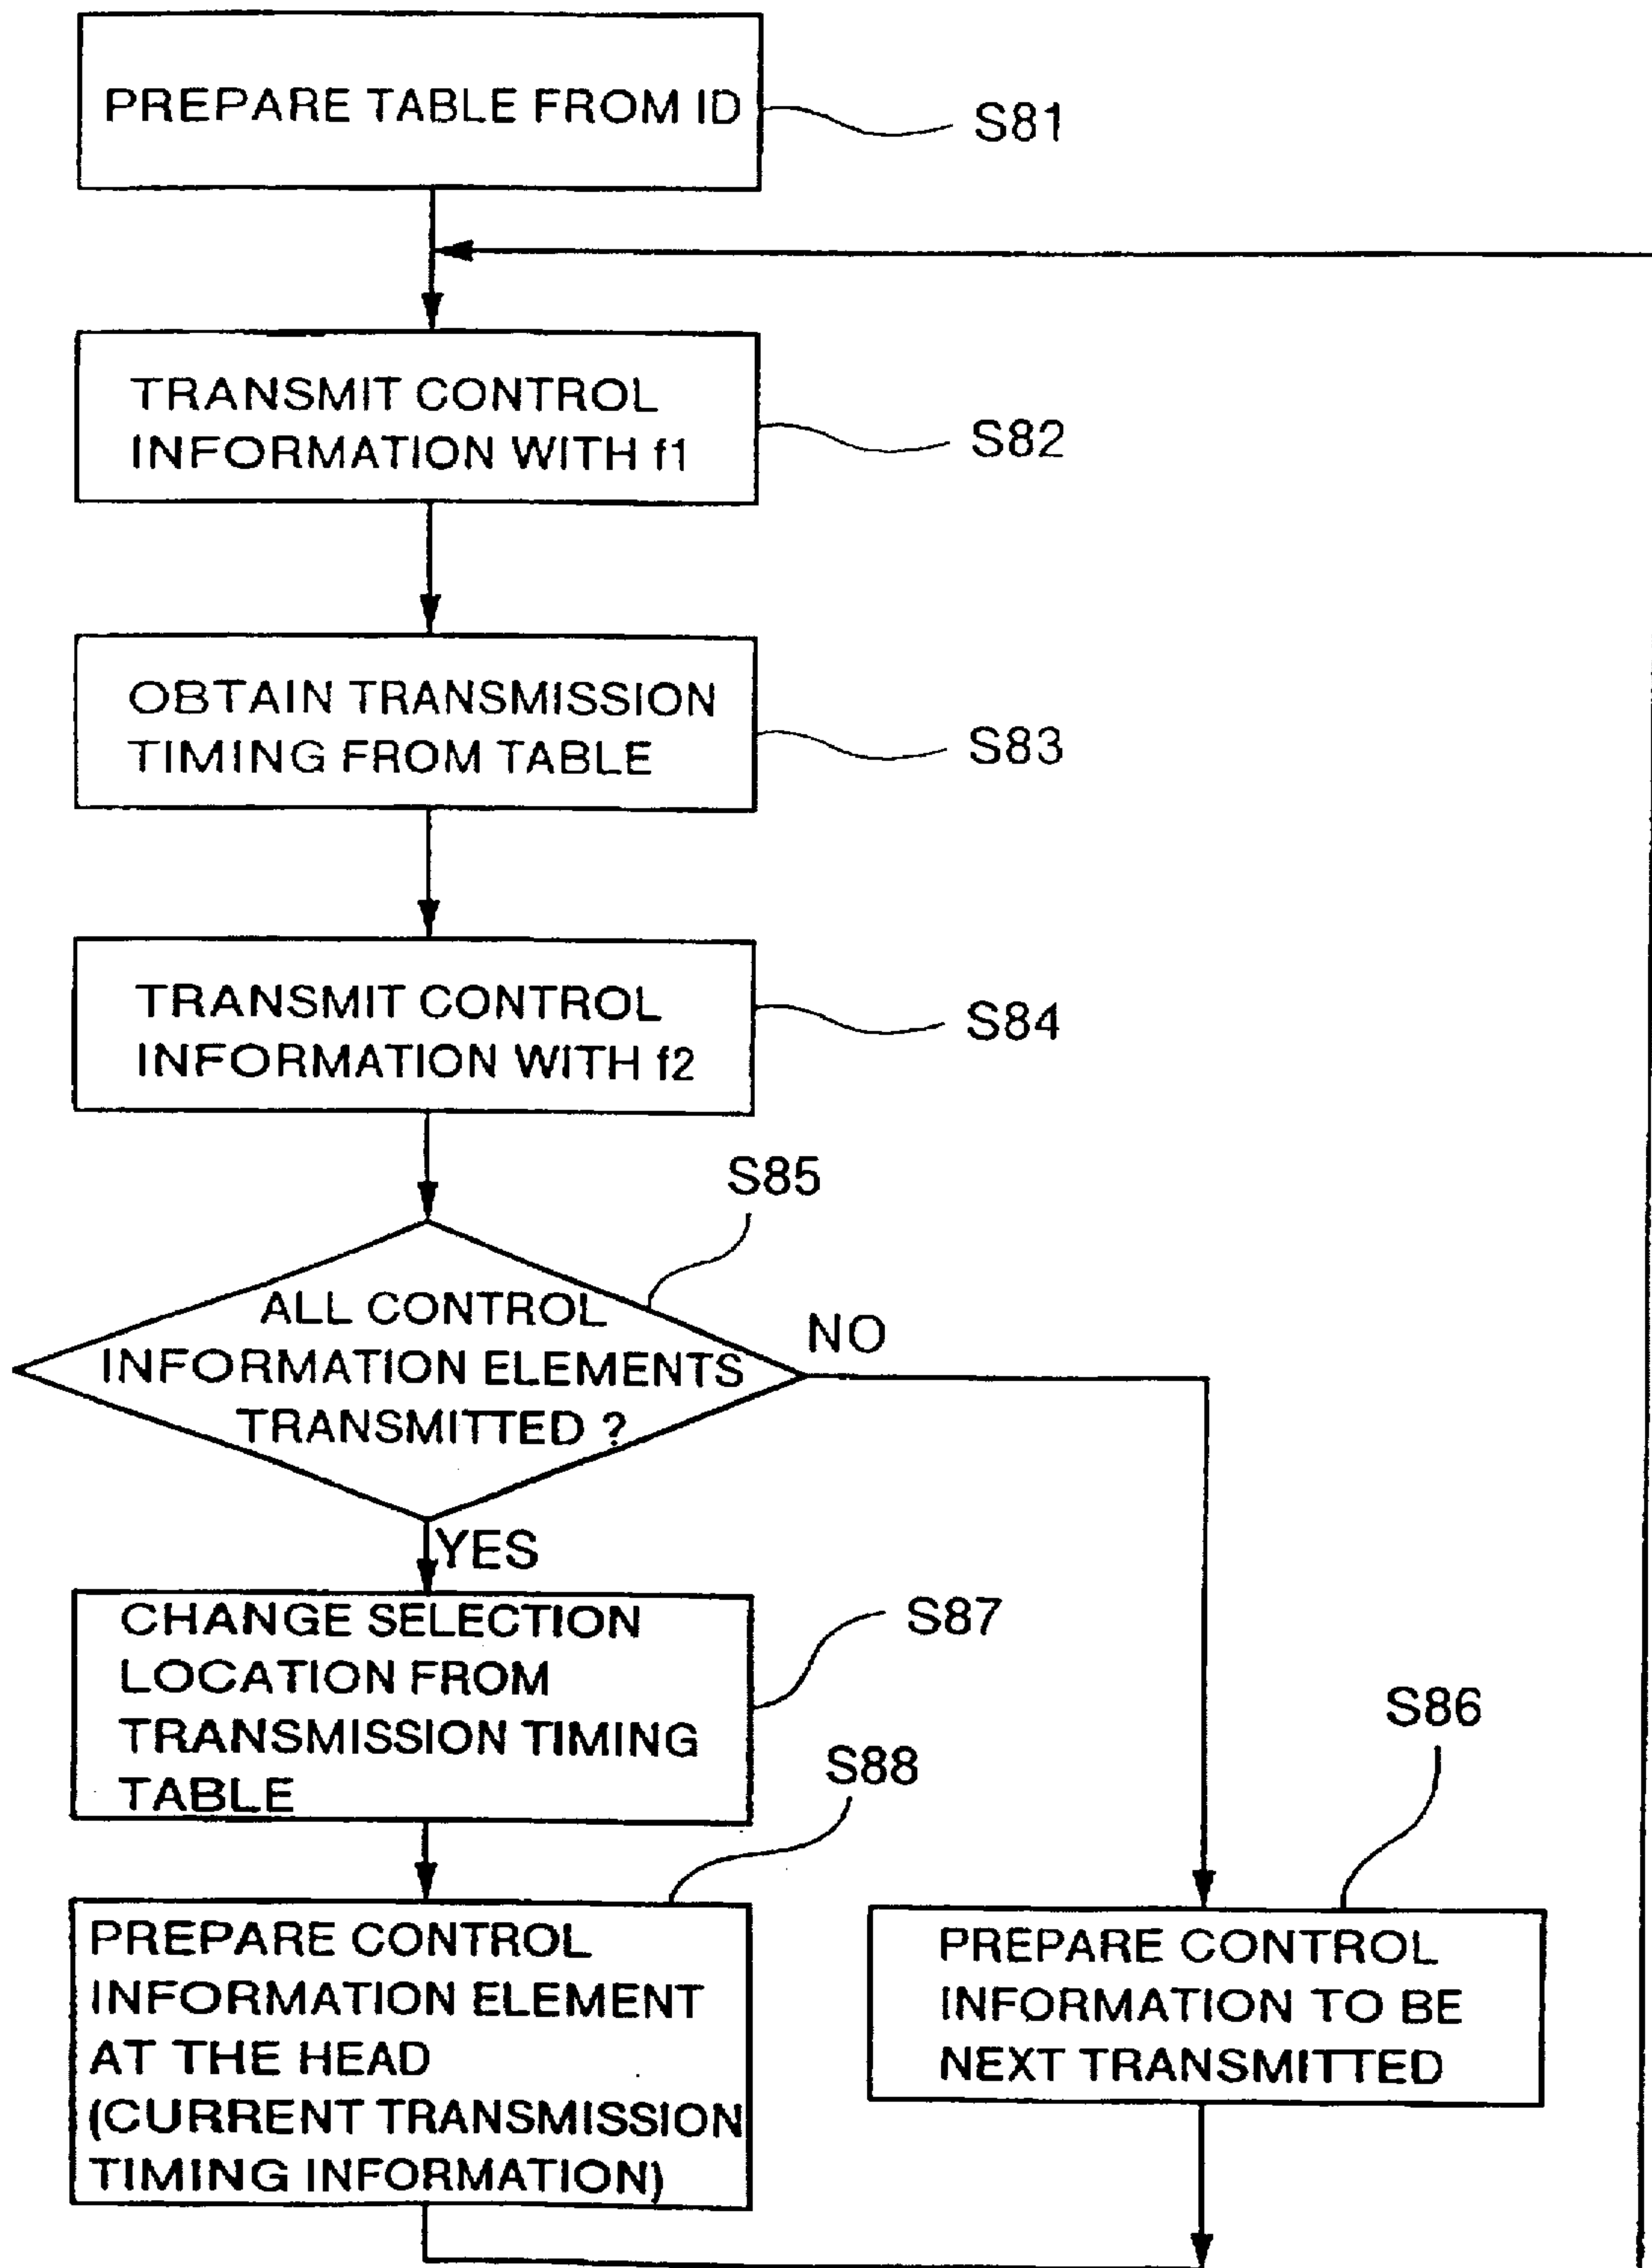 PREPARE TABLE FROM ID
S81
TRANSMIT CONTROL
INFORMATION WITH f1
S82
OBTAIN TRANSMISSION
TIMING FROM TABLE
S83
TRANSMIT CONTROL
INFORMATION WITH f2
S84
S85
ALL CONTROL
INFORMATION ELEMENTS
TRANSMITTED ?
NO
YES
CHANGE SELECTION
LOCATION FROM
TRANSMISSION TIMING
TABLE
S87
S88
PREPARE CONTROL
INFORMATION ELEMENT
AT THE HEAD
(CURRENT TRANSMISSION
TIMING INFORMATION)
S86
PREPARE CONTROL
INFORMATION TO BE
NEXT TRANSMITTED